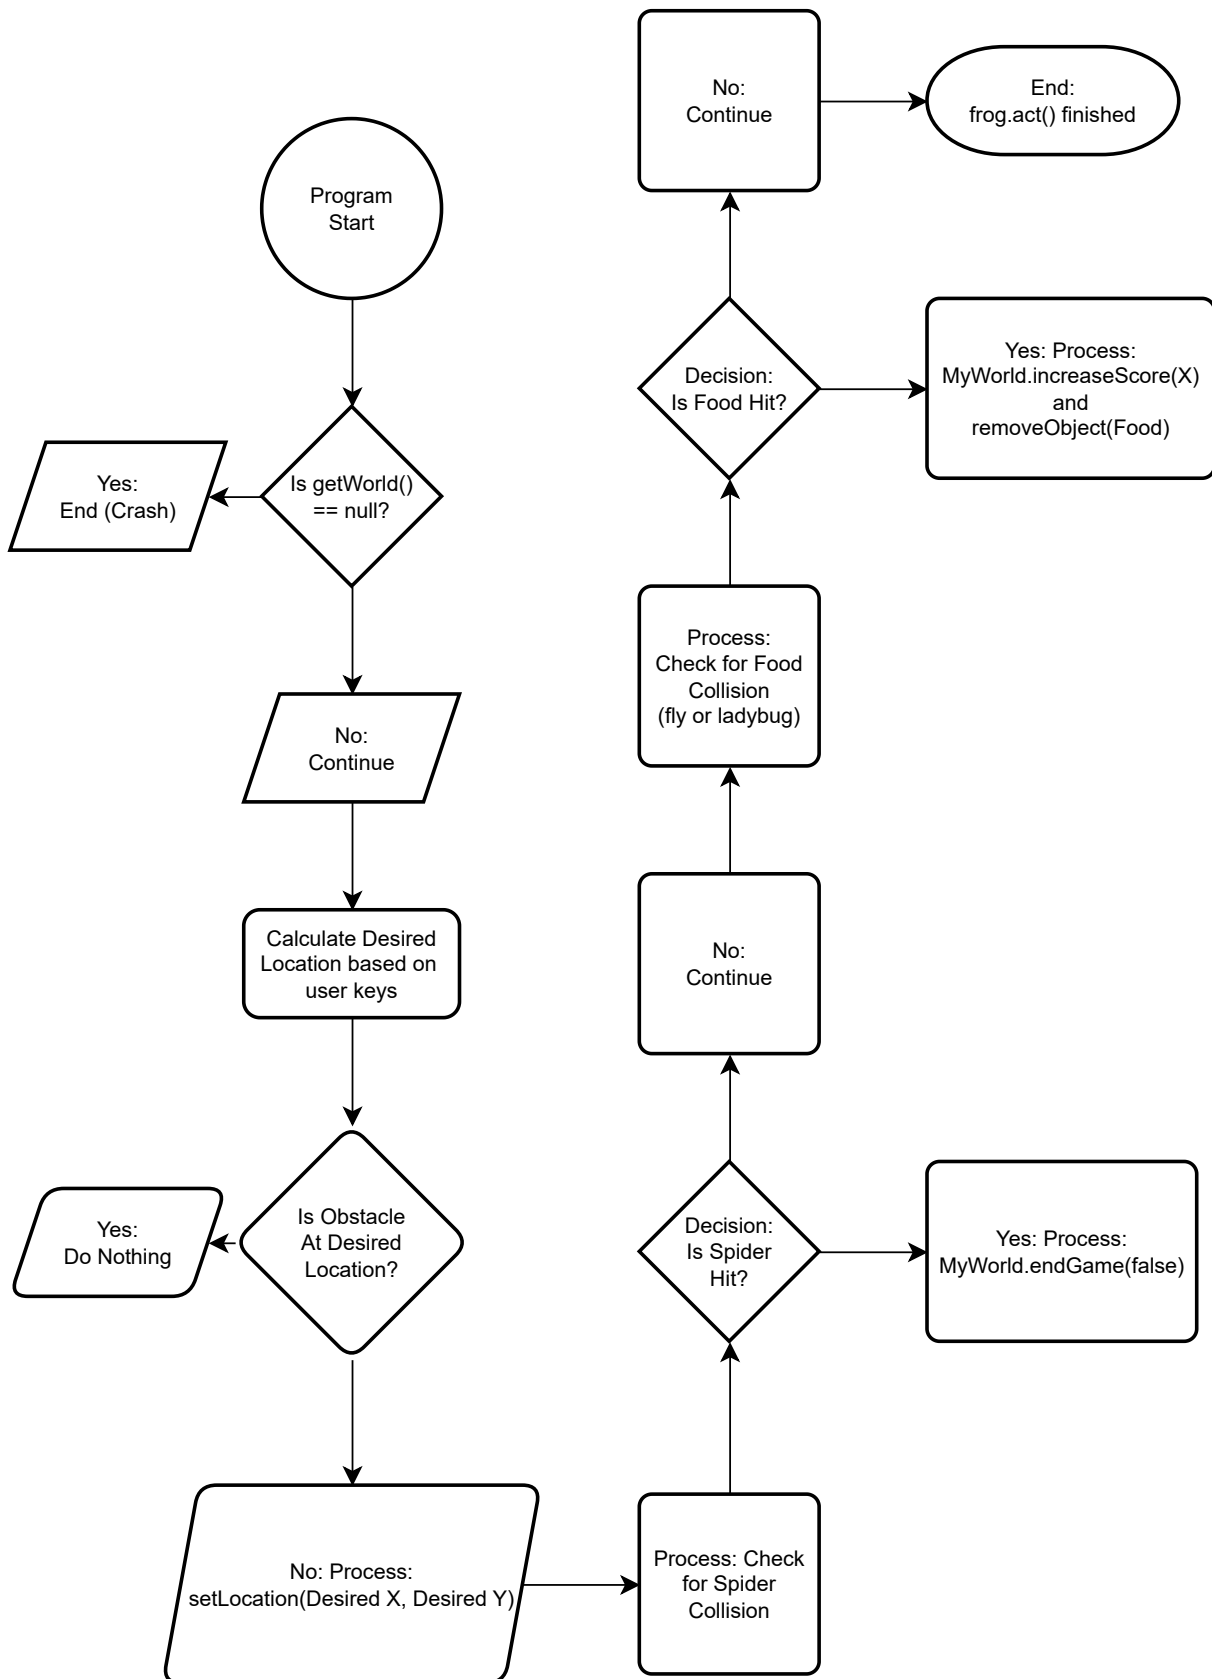 Program
Start
Is getWorld()
== null?
Yes:
End (Crash)
No:
Continue
Calculate Desired
Location based on
user keys
Is Obstacle
At Desired
Location?
Yes:
Do Nothing
No: Process:
setLocation(Desired X, Desired Y)
Process: Check
for Spider
Collision
Decision:
Is Spider
Hit?
Yes: Process:
MyWorld.endGame(false)
No:
Continue
Process:
Check for Food
Collision
(fly or ladybug)
Decision:
Is Food Hit?
Yes: Process:
MyWorld.increaseScore(X)
and
removeObject(Food)
No:
Continue
End:
frog.act() finished